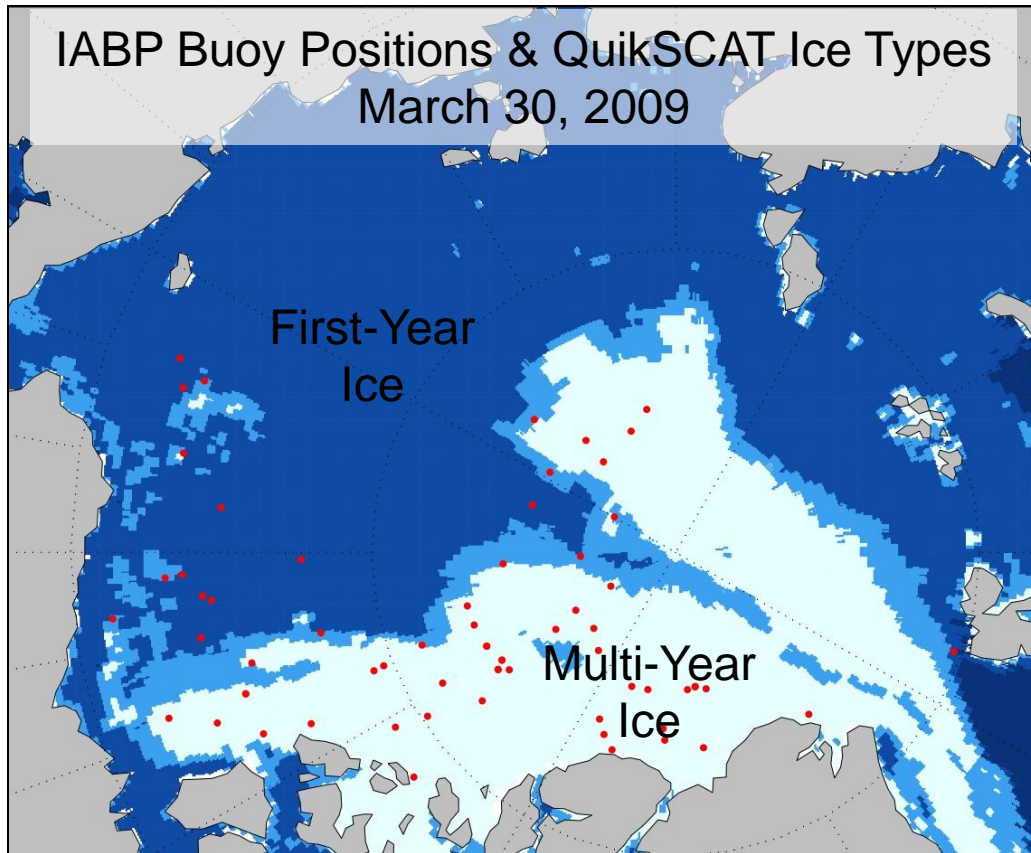 IABP Buoy Positions & QuikSCAT Ice Types
March 30, 2009
First-Year
Ice
Multi-Year
Ice